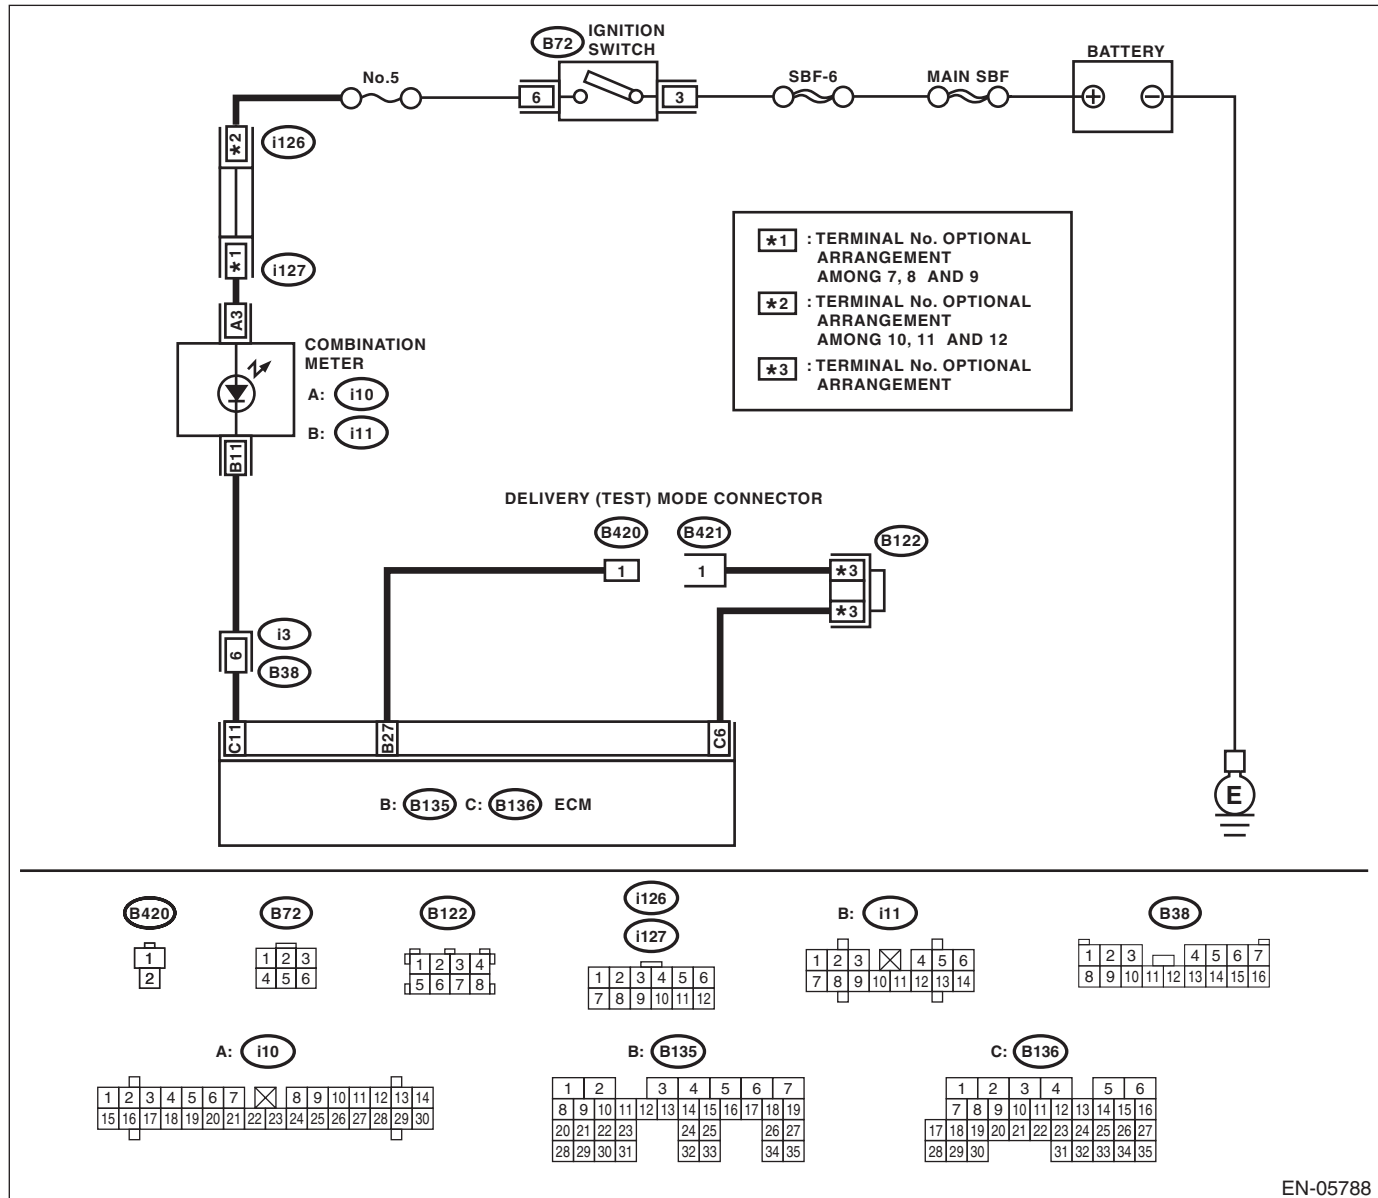 IGNITION
SWITCH
B72
BATTERY
No.5
SBF-6
MAIN SBF
6
3
*2
i126
*1
i127
A3
*1 : TERMINAL No. OPTIONAL
ARRANGEMENT
AMONG 7, 8 AND 9
*2 : TERMINAL No. OPTIONAL
ARRANGEMENT
AMONG 10, 11 AND 12
*3 : TERMINAL No. OPTIONAL
ARRANGEMENT
COMBINATION
METER
A: i10
B: i11
B11
DELIVERY (TEST) MODE CONNECTOR
B420
B421
B122
1
1
*3
*3
i3
6
B38
C11
B27
C6
B: B135 C: B136 ECM
E
B420
B72
B122
i126
i127
B: i11
B38
1
2
1 2 3
4 5 6
1 2 3 4
5 6 7 8
1 2 3 4 5 6
7 8 9 10 11 12
1 2 3 4 5 6
7 8 9 10 11 12 13 14
1 2 3 4 5 6 7
8 9 10 11 12 13 14 15 16
A: i10
B: B135
C: B136
1 2 3 4 5 6 7 8 9 10 11 12 13 14
15 16 17 18 19 20 21 22 23 24 25 26 27 28 29 30
1 2 3 4 5 6 7
8 9 10 11 12 13 14 15 16 17 18 19
20 21 22 23 24 25 26 27
28 29 30 31 32 33 34 35
1 2 3 4 5 6
7 8 9 10 11 12 13 14 15 16
17 18 19 20 21 22 23 24 25 26 27
28 29 30 31 32 33 34 35
EN-05788